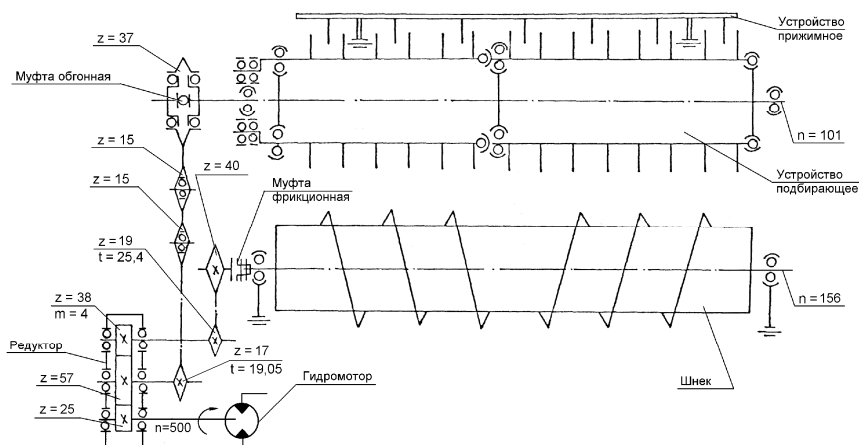 Устройство
прижимное
z = 37
Муфта обгонная
n = 101
z = 15
z = 40
z = 15
Муфта
фрикционная
Устройство
подбирающее
z = 19
t = 25,4
n = 156
z = 38
m = 4
Редуктор
z = 17
t = 19,05
z = 57
Гидромотор
Шнек
z = 25
n=500